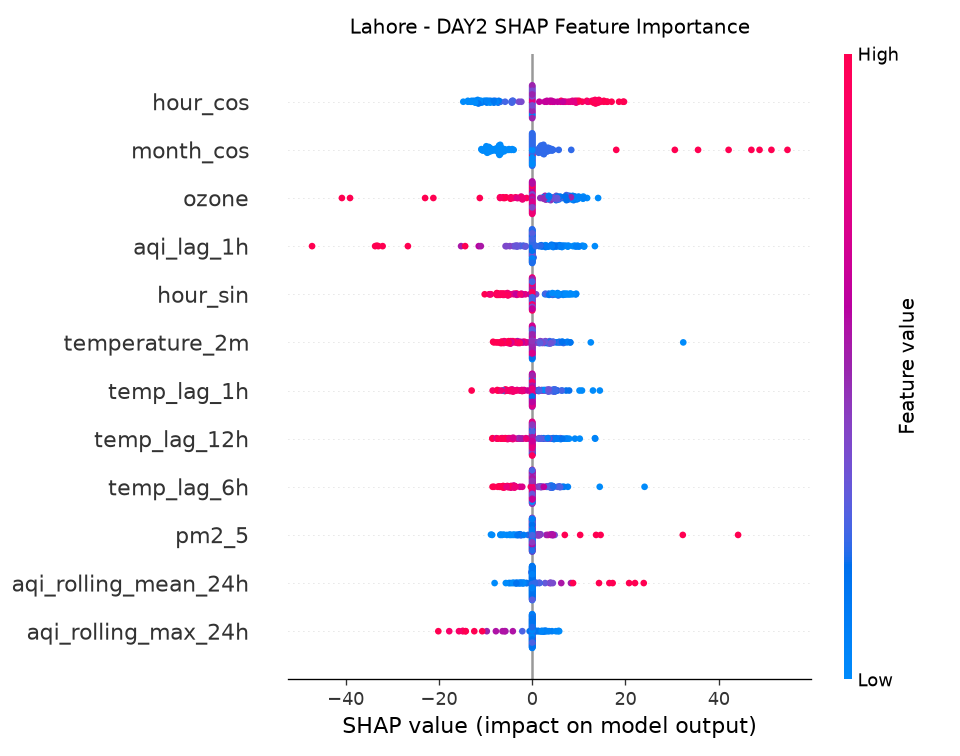 Lahore - DAY2 SHAP Feature Importance
High
hour_cos
month_cos
ozone
aqi_lag_1h
hour_sin
temperature_2m
temp_lag_1h
temp_lag_12h
temp_lag_6h
pm2_5
aqi_rolling_mean_24h
aqi_rolling_max_24h
Feature value
Low
−40 −20 0 20 40
SHAP value (impact on model output)